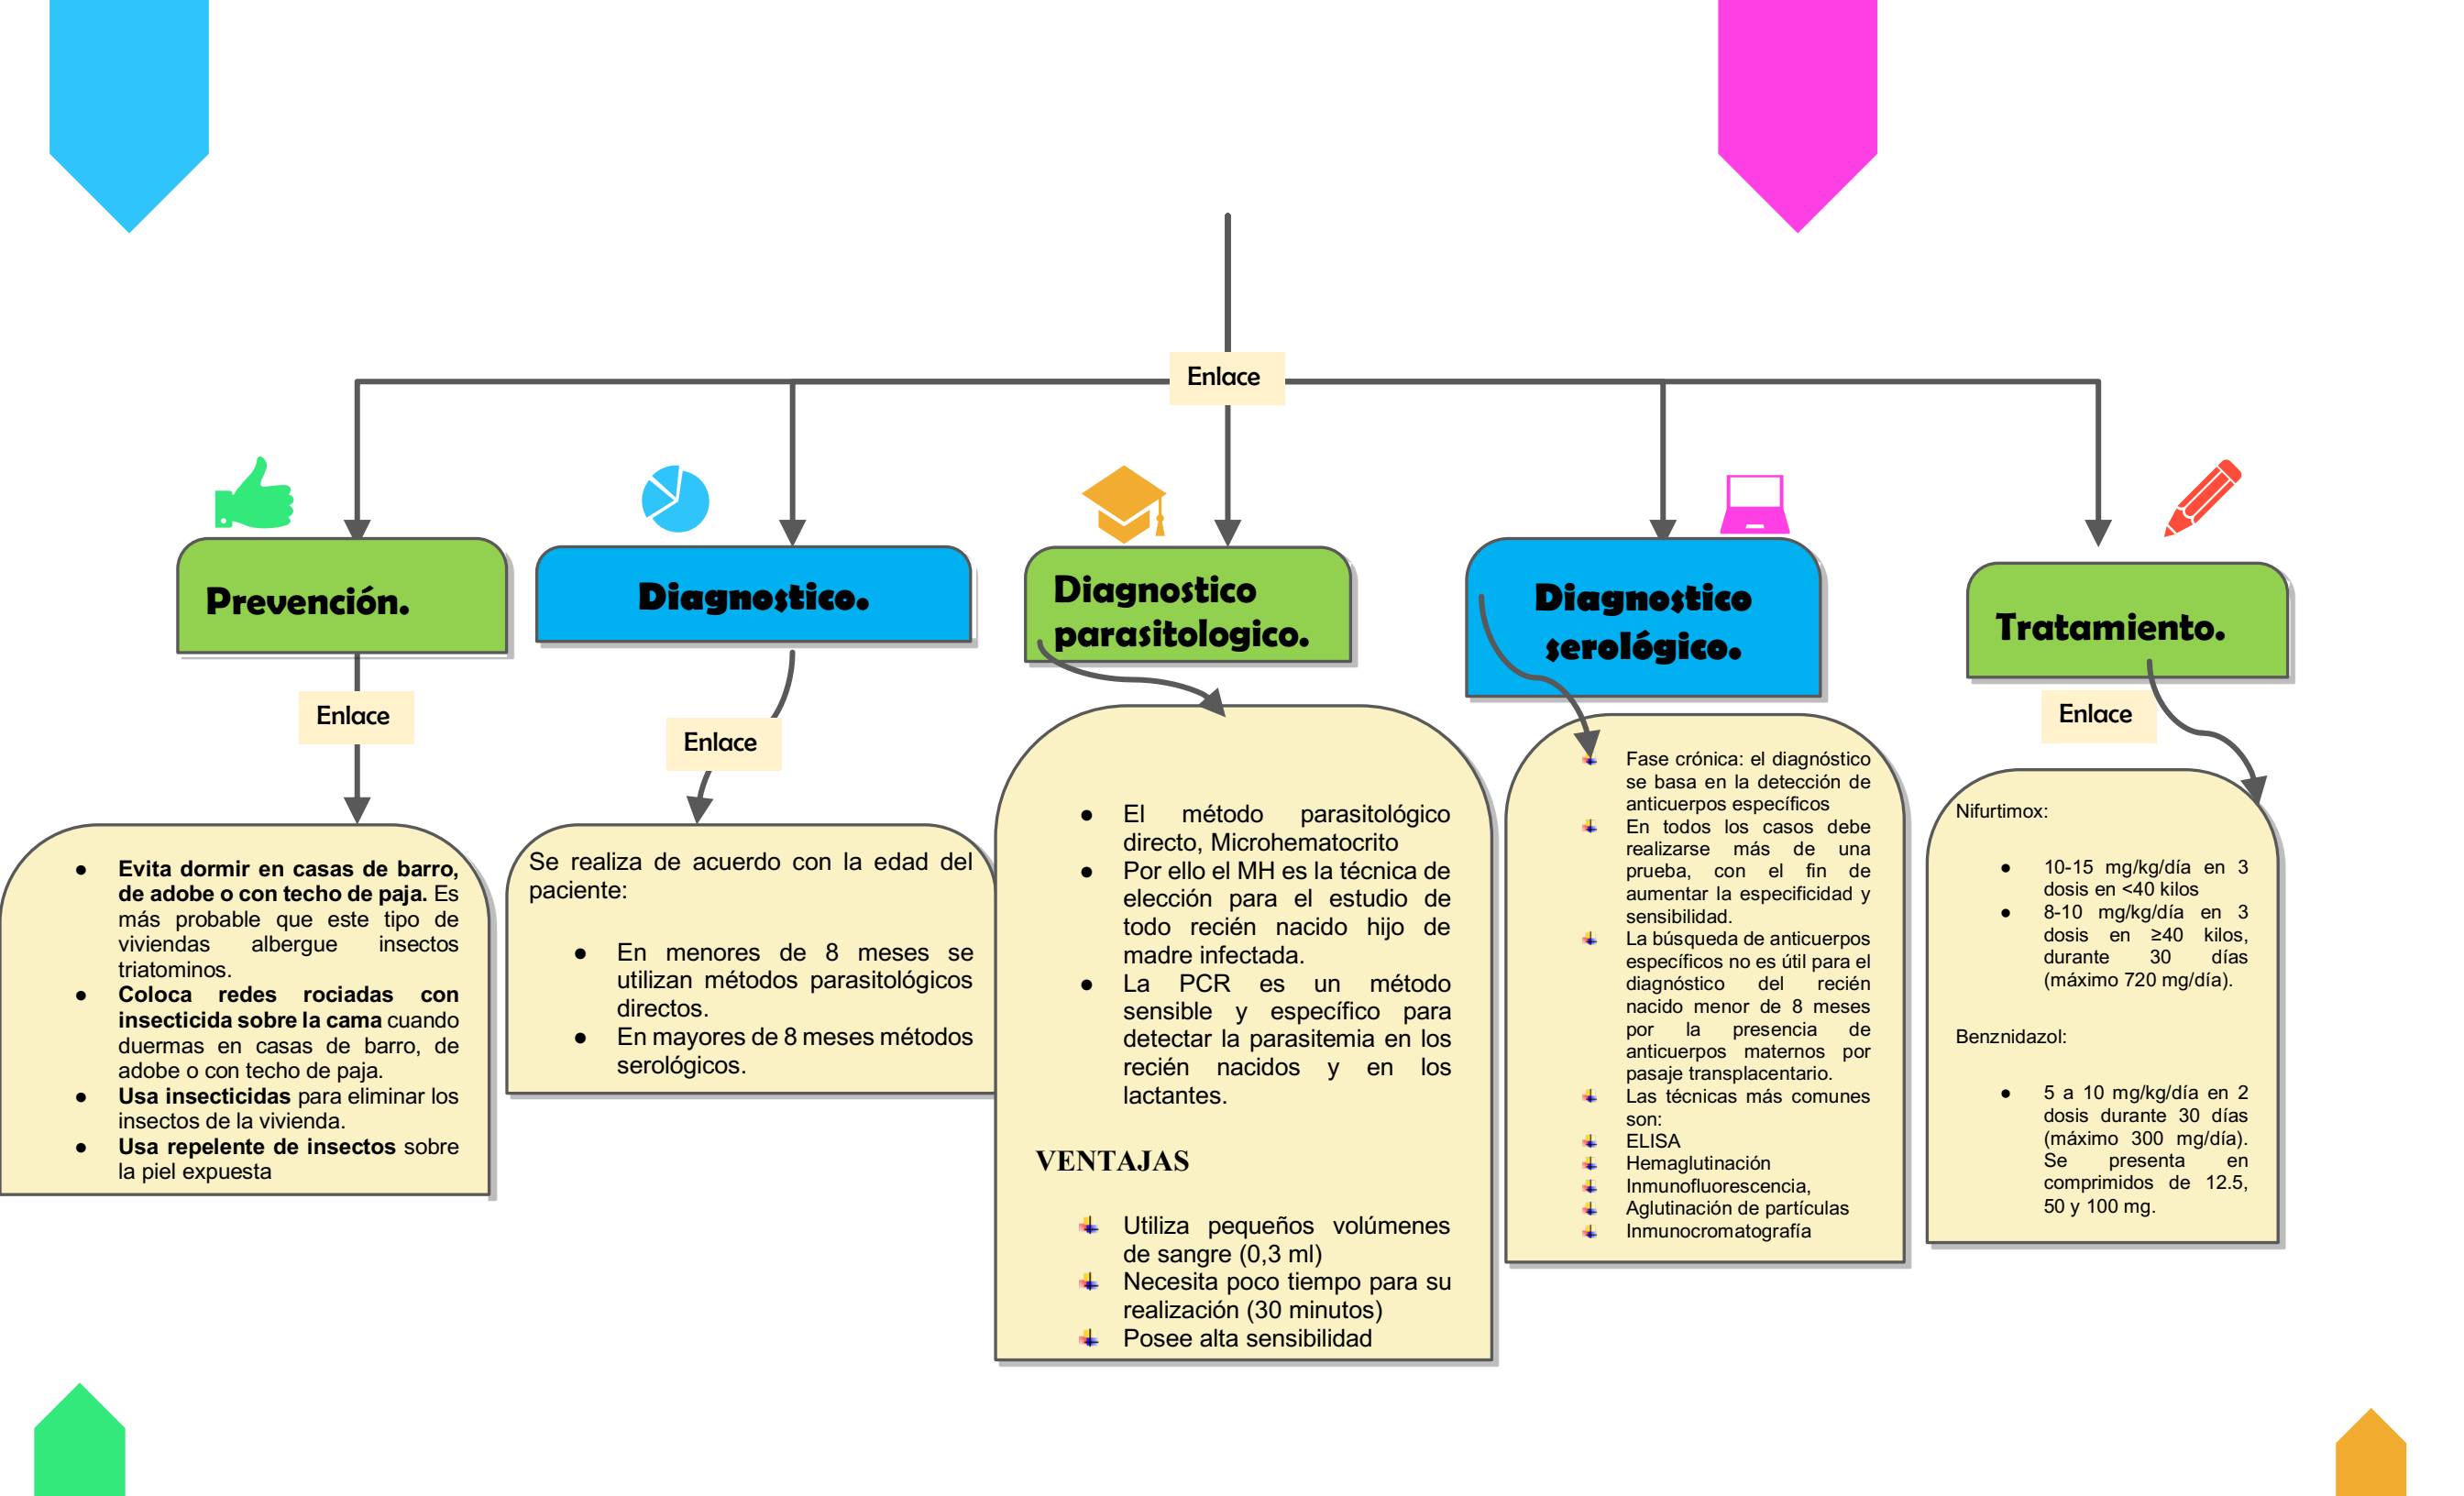 Enlace
Prevención.
Enlace
● Evita dormir en casas de barro,
de adobe o con techo de paja. Es
más probable que este tipo de
viviendas albergue insectos
triatominos.
● Coloca redes rociadas con
insecticida sobre la cama cuando
duermas en casas de barro, de
adobe o con techo de paja.
● Usa insecticidas para eliminar los
insectos de la vivienda.
● Usa repelente de insectos sobre
la piel expuesta
Diagnostico.
Enlace
Se realiza de acuerdo con la edad del
paciente:
● En menores de 8 meses se
utilizan métodos parasitológicos
directos.
● En mayores de 8 meses métodos
serológicos.
Diagnostico
parasitologico.
● El método parasitológico
directo, Microhematocrito
● Por ello el MH es la técnica de
elección para el estudio de
todo recién nacido hijo de
madre infectada.
● La PCR es un método
sensible y específico para
detectar la parasitemia en los
recién nacidos y en los
lactantes.
VENTAJAS
Utiliza pequeños volúmenes
de sangre (0,3 ml)
Necesita poco tiempo para su
realización (30 minutos)
Posee alta sensibilidad
Diagnostico
serológico.
Fase crónica: el diagnóstico
se basa en la detección de
anticuerpos específicos
En todos los casos debe
realizarse más de una
prueba, con el fin de
aumentar la especificidad y
sensibilidad.
La búsqueda de anticuerpos
específicos no es útil para el
diagnóstico del recién
nacido menor de 8 meses
por la presencia de
anticuerpos maternos por
pasaje transplacentario.
Las técnicas más comunes
son:
ELISA
Hemaglutinación
Inmunofluorescencia,
Aglutinación de partículas
Inmunocromatografía
Tratamiento.
Enlace
Nifurtimox:
● 10-15 mg/kg/día en 3
dosis en <40 kilos
● 8-10 mg/kg/día en 3
dosis en ≥40 kilos,
durante 30 días
(máximo 720 mg/día).
Benznidazol:
● 5 a 10 mg/kg/día en 2
dosis durante 30 días
(máximo 300 mg/día).
Se presenta en
comprimidos de 12.5,
50 y 100 mg.